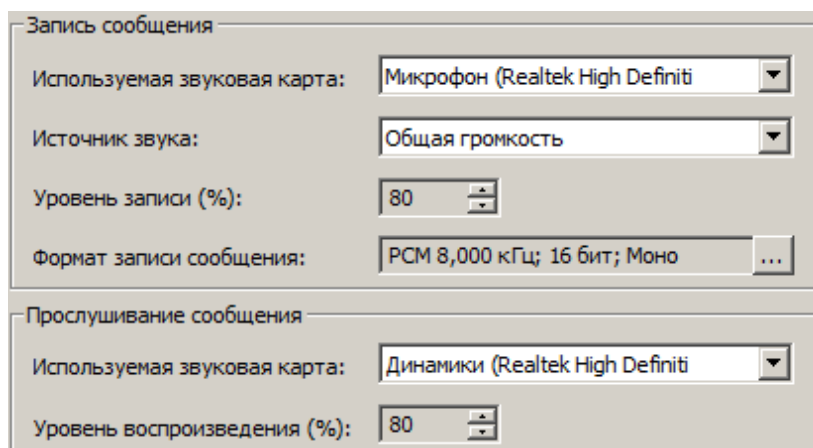 Запись сообщения
Используемая звуковая карта: Микрофон (Realtek High Definiti
Источник звука: Общая громкость
Уровень записи (%): 80
Формат записи сообщения: PCM 8,000 кГц; 16 бит; Моно ...
Прослушивание сообщения
Используемая звуковая карта: Динамики (Realtek High Definiti
Уровень воспроизведения (%): 80